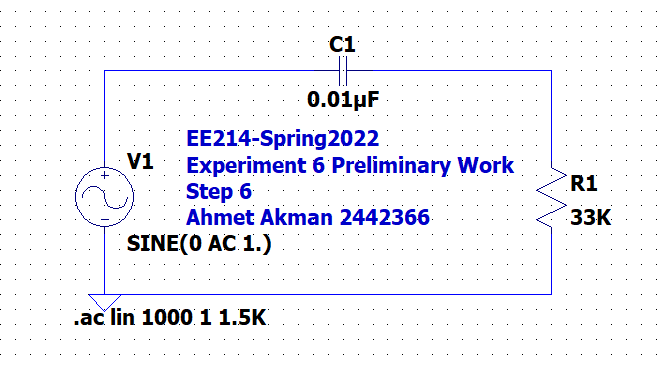 C1
0.01µF
EE214-Spring2022
V1
Experiment 6 Preliminary Work
R1
Step 6
33K
Ahmet Akman 2442366
SINE(0 AC 1.)
.ac lin 1000 1 1.5K